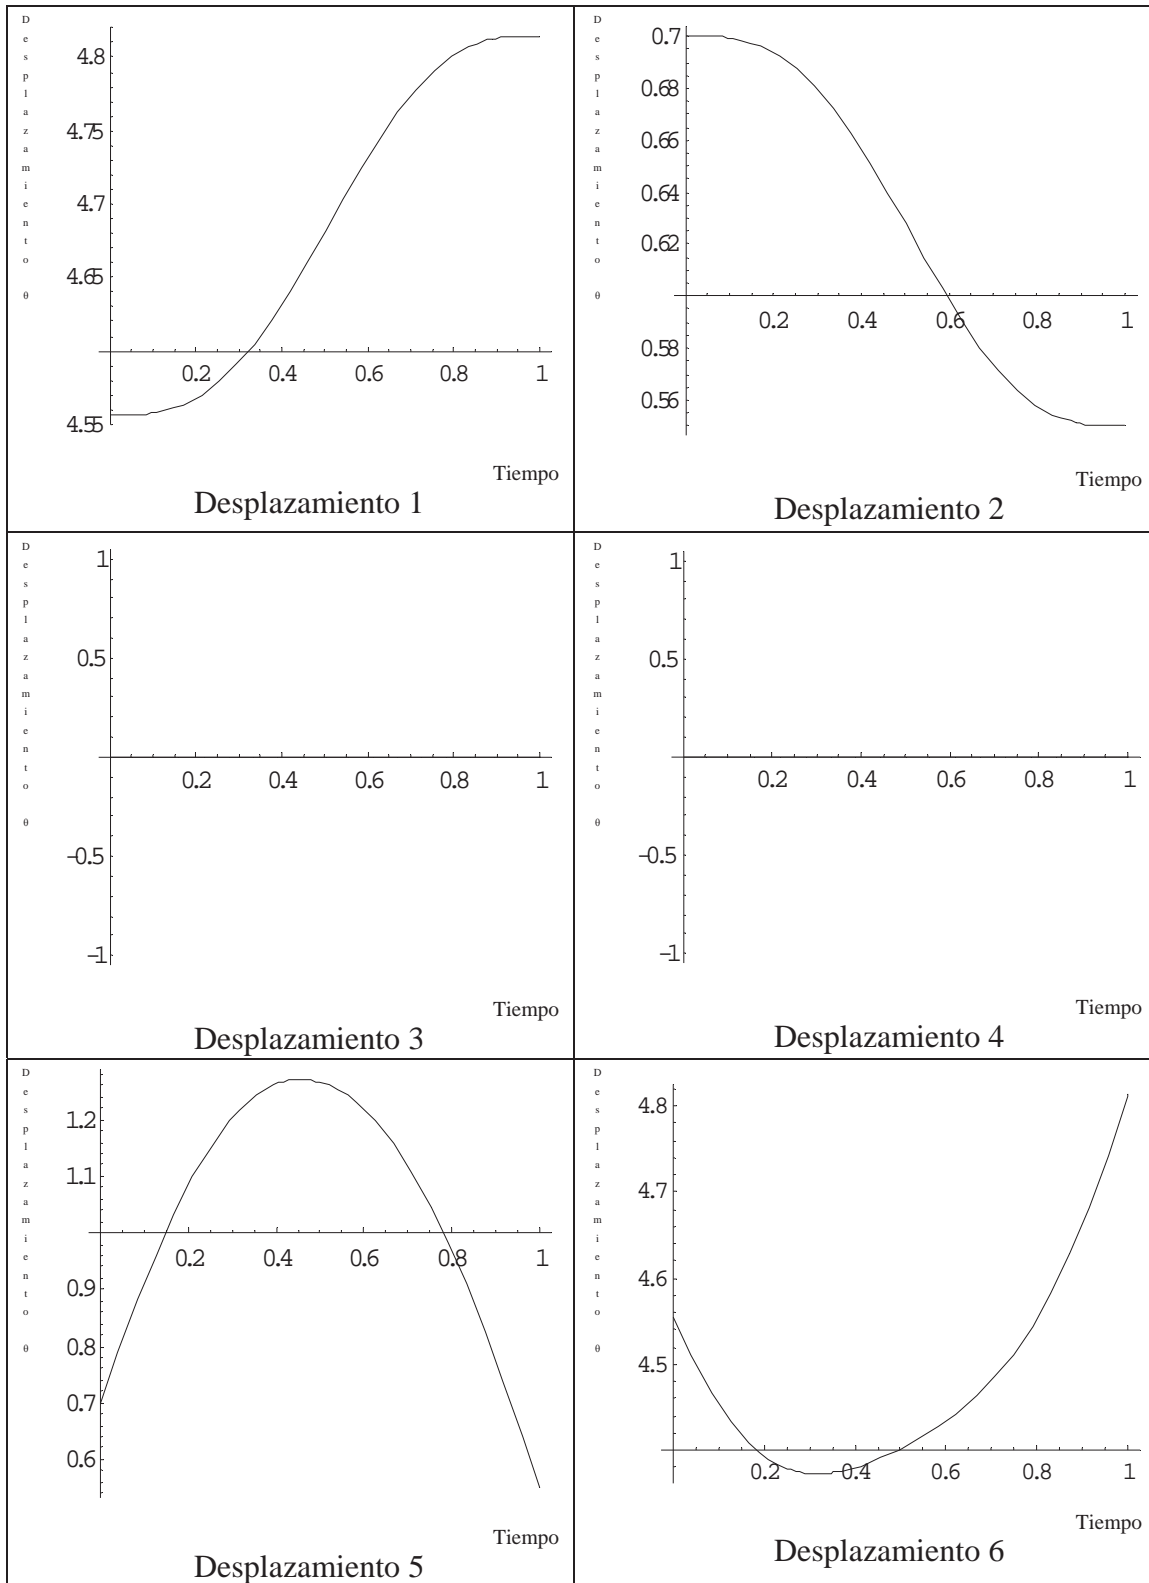 Desplazamiento θ
4.8
4.75
4.7
4.65
4.55
0.2 0.4 0.6 0.8 1
Tiempo
Desplazamiento 1
Desplazamiento θ
0.7
0.68
0.66
0.64
0.62
0.2 0.4 0.6 0.8 1
0.58
0.56
Tiempo
Desplazamiento 2
Desplazamiento θ
1
0.5
0.2 0.4 0.6 0.8 1
-0.5
-1
Tiempo
Desplazamiento 3
Desplazamiento θ
1
0.5
0.2 0.4 0.6 0.8 1
-0.5
-1
Tiempo
Desplazamiento 4
Desplazamiento θ
1.2
1.1
0.2 0.4 0.6 0.8 1
0.9
0.8
0.7
0.6
Tiempo
Desplazamiento 5
Desplazamiento θ
4.8
4.7
4.6
4.5
0.2 0.4 0.6 0.8 1
Tiempo
Desplazamiento 6